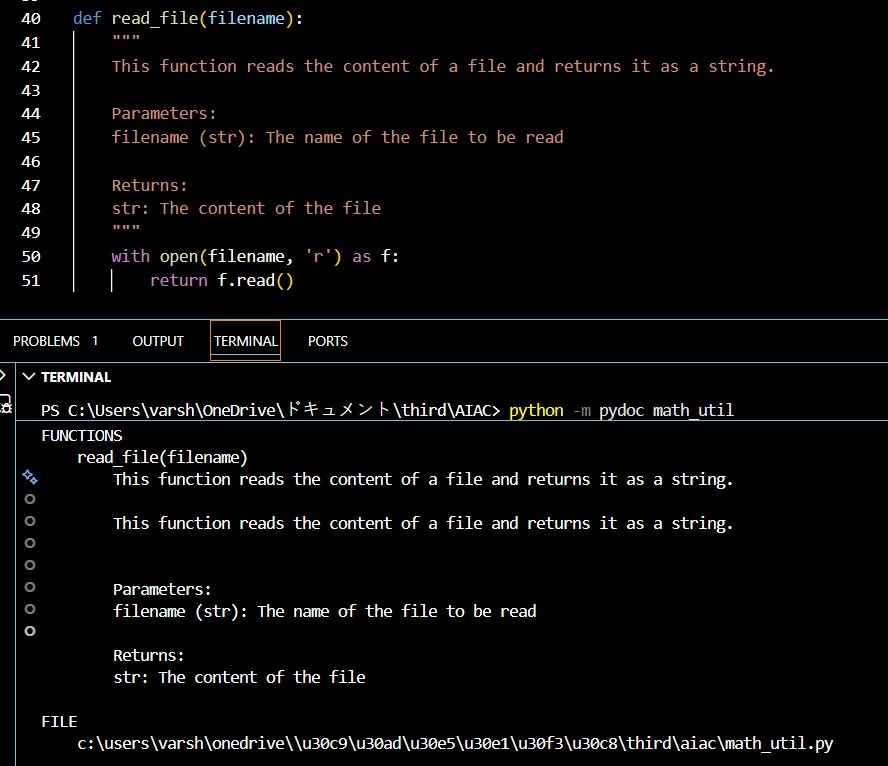 40 def read_file(filename):
41 """
42 This function reads the content of a file and returns it as a string.
43
44 Parameters:
45 filename (str): The name of the file to be read
46
47 Returns:
48 str: The content of the file
49 """
50 with open(filename, 'r') as f:
51 return f.read()
PROBLEMS 1 OUTPUT TERMINAL PORTS
TERMINAL
PS C:\Users\varsh\OneDrive\ドキュメント\third\AIAC> python -m pydoc math_util
FUNCTIONS
read_file(filename)
This function reads the content of a file and returns it as a string.
This function reads the content of a file and returns it as a string.
Parameters:
filename (str): The name of the file to be read
Returns:
str: The content of the file
FILE
c:\users\varsh\onedrive\\u30c9\u30ad\u30e5\u30e1\u30f3\u30c8\third\aiac\math_util.py